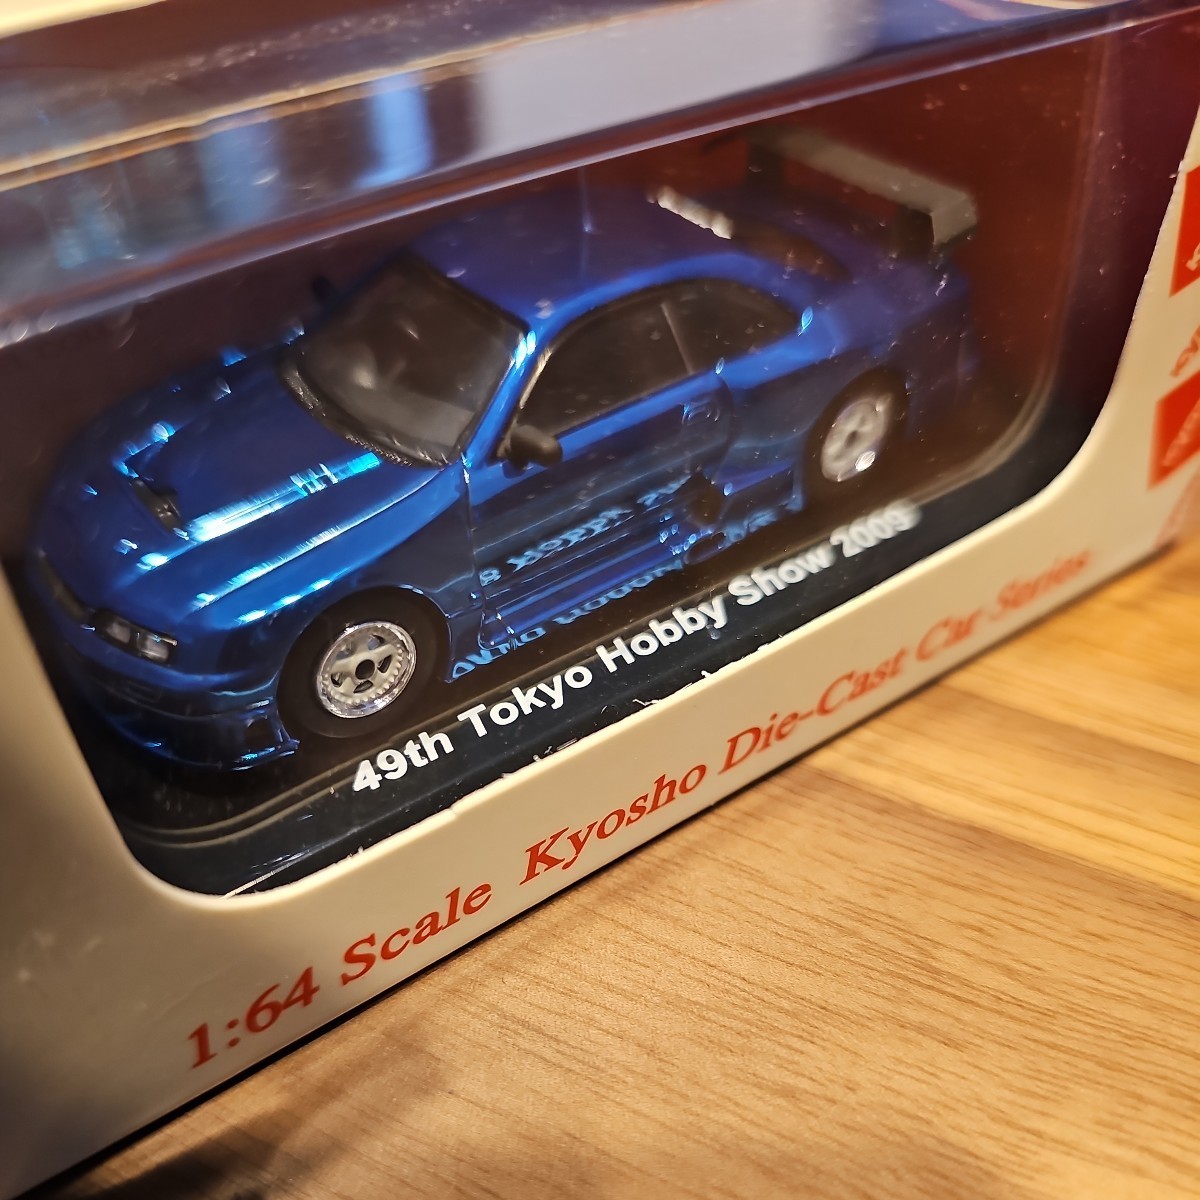 49th Tokyo Hobby Show 2009
1:64 Scale Kyosho Die-Cast Car Series